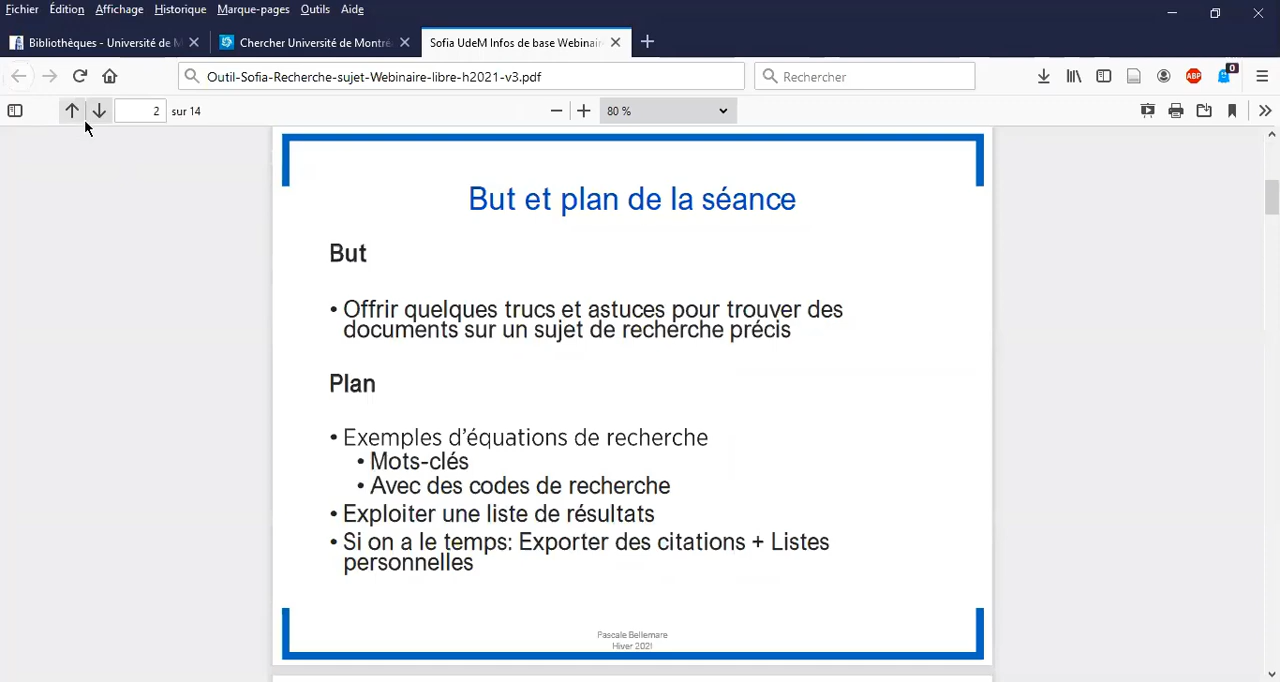 Fichier Édition Affichage Historique Marque-pages Outils Aide
Bibliothèques - Université de M
Chercher Université de Montré
Sofia UdeM Infos de base Webinair
Outil-Sofia-Recherche-sujet-Webinaire-libre-h2021-v3.pdf
Rechercher
ABP
0
2 sur 14
80 %
But et plan de la séance
But
• Offrir quelques trucs et astuces pour trouver des
documents sur un sujet de recherche précis
Plan
• Exemples d'équations de recherche
• Mots-clés
• Avec des codes de recherche
• Exploiter une liste de résultats
• Si on a le temps: Exporter des citations + Listes
personnelles
Pascale Bellemare
Hiver 2021